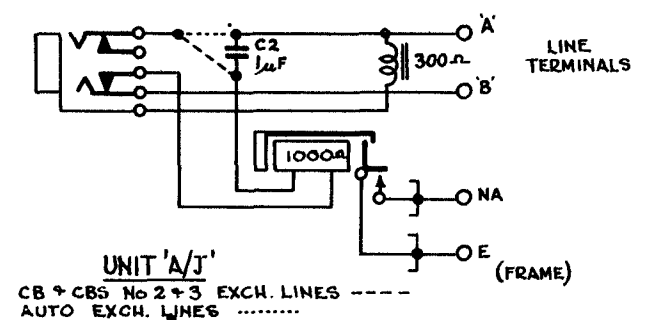 'A'
C2
1µF
300Ω
LINE
TERMINALS
'B'
1000Ω
NA
E
(FRAME)
UNIT 'A/J'
CB & CBS No 2 & 3 EXCH. LINES ----
AUTO EXCH. LINES .........